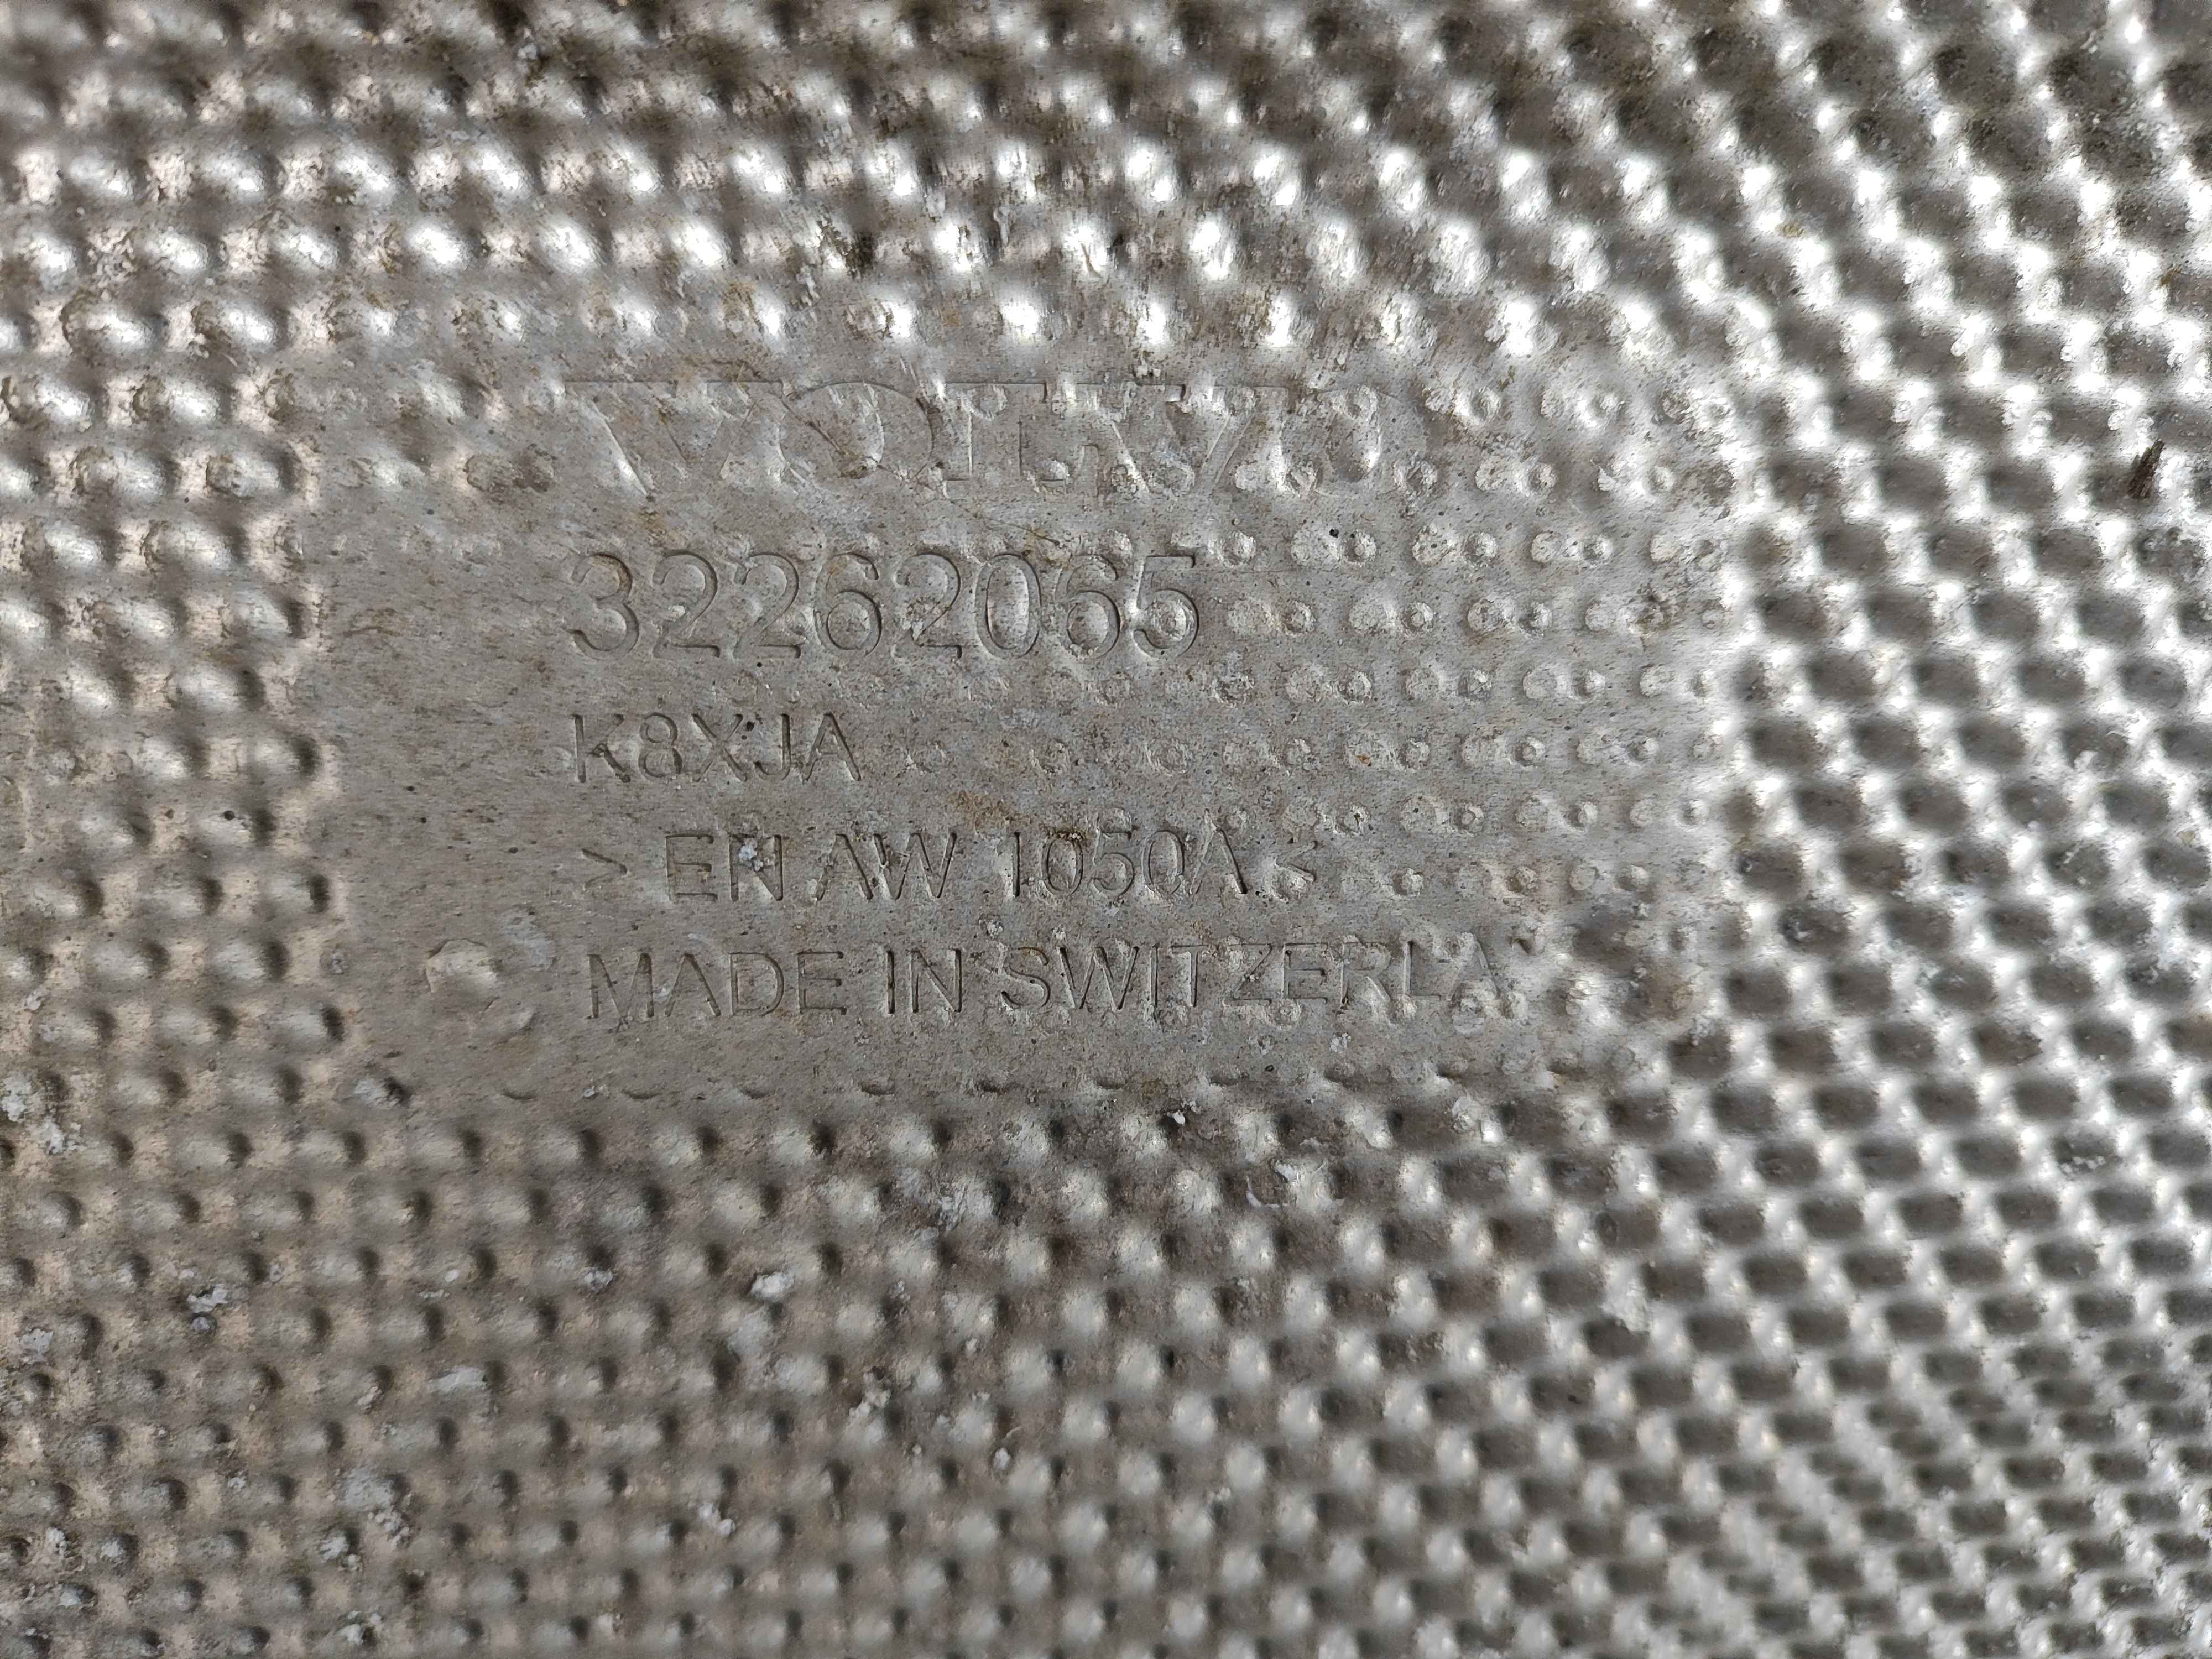 VOLVO
32262065
K8XJA
> EN AW 1050A <
MADE IN SWITZERLA